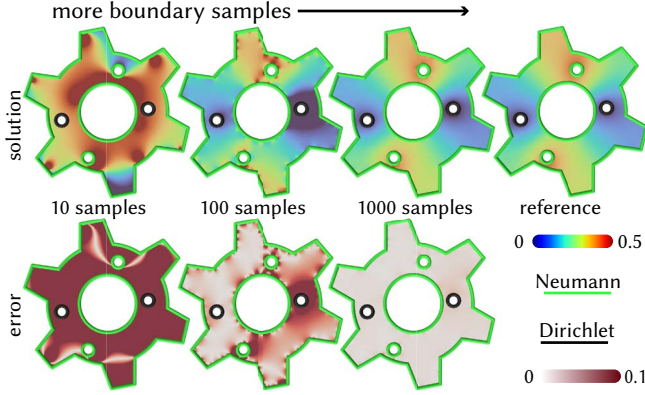 more boundary samples
solution
10 samples
100 samples
1000 samples
reference
0
0.5
Neumann
error
Dirichlet
0
0.1